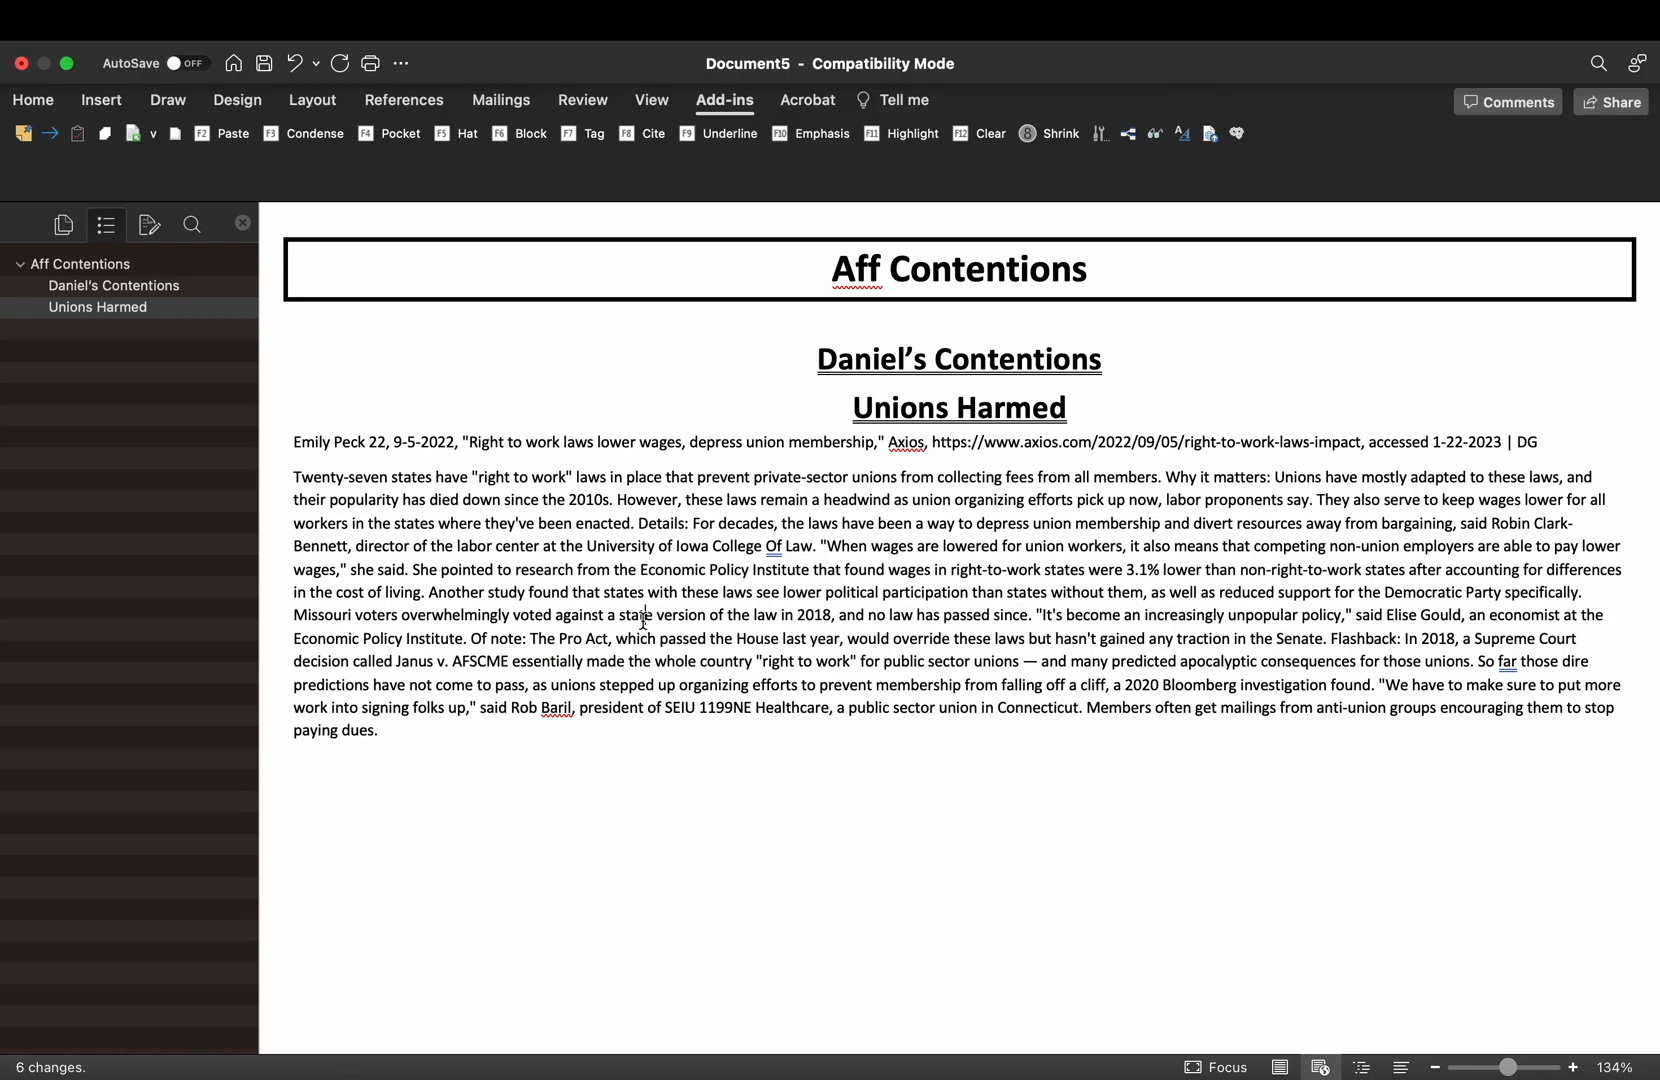 AutoSave OFF
Document5 - Compatibility Mode
Home Insert Draw Design Layout References Mailings Review View Add-ins Acrobat Tell me Comments Share
F2 Paste F3 Condense F4 Pocket F5 Hat F6 Block F7 Tag F8 Cite F9 Underline F10 Emphasis F11 Highlight F12 Clear 8 Shrink
Aff Contentions
Daniel's Contentions
Unions Harmed
Aff Contentions
Daniel's Contentions
Unions Harmed
Emily Peck 22, 9-5-2022, "Right to work laws lower wages, depress union membership," Axios, https://www.axios.com/2022/09/05/right-to-work-laws-impact, accessed 1-22-2023 | DG
Twenty-seven states have "right to work" laws in place that prevent private-sector unions from collecting fees from all members. Why it matters: Unions have mostly adapted to these laws, and
their popularity has died down since the 2010s. However, these laws remain a headwind as union organizing efforts pick up now, labor proponents say. They also serve to keep wages lower for all
workers in the states where they've been enacted. Details: For decades, the laws have been a way to depress union membership and divert resources away from bargaining, said Robin Clark-
Bennett, director of the labor center at the University of Iowa College Of Law. "When wages are lowered for union workers, it also means that competing non-union employers are able to pay lower
wages," she said. She pointed to research from the Economic Policy Institute that found wages in right-to-work states were 3.1% lower than non-right-to-work states after accounting for differences
in the cost of living. Another study found that states with these laws see lower political participation than states without them, as well as reduced support for the Democratic Party specifically.
Missouri voters overwhelmingly voted against a state version of the law in 2018, and no law has passed since. "It's become an increasingly unpopular policy," said Elise Gould, an economist at the
Economic Policy Institute. Of note: The Pro Act, which passed the House last year, would override these laws but hasn't gained any traction in the Senate. Flashback: In 2018, a Supreme Court
decision called Janus v. AFSCME essentially made the whole country "right to work" for public sector unions — and many predicted apocalyptic consequences for those unions. So far those dire
predictions have not come to pass, as unions stepped up organizing efforts to prevent membership from falling off a cliff, a 2020 Bloomberg investigation found. "We have to make sure to put more
work into signing folks up," said Rob Baril, president of SEIU 1199NE Healthcare, a public sector union in Connecticut. Members often get mailings from anti-union groups encouraging them to stop
paying dues.
6 changes.
Focus
134%